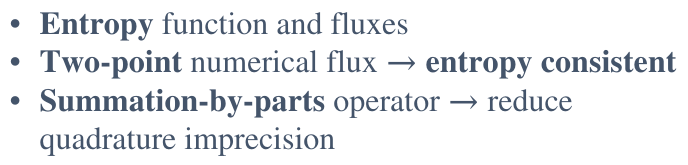 • Entropy function and fluxes
• Two-point numerical flux → entropy consistent
• Summation-by-parts operator → reduce
quadrature imprecision